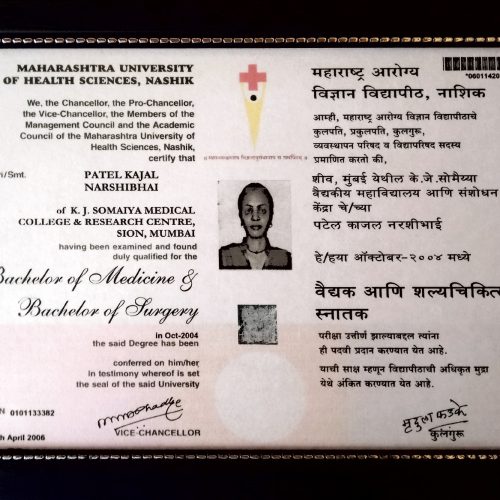 MAHARASHTRA UNIVERSITY
OF HEALTH SCIENCES, NASHIK
We, the Chancellor, the Pro-Chancellor,
the Vice-Chancellor, the Members of the
Management Council and the Academic
Council of the Maharashtra University of
Health Sciences, Nashik,
certify that
/Smt. PATEL KAJAL
NARSHIBHAI
of K. J. SOMAIYA MEDICAL
COLLEGE & RESEARCH CENTRE,
SION, MUMBAI
having been examined and found
duly qualified for the
Bachelor of Medicine &
Bachelor of Surgery
in Oct-2004
the said Degree has been
conferred on him/her
in testimony whereof is set
the seal of the said University
N 0101133382
VICE-CHANCELLOR
th April 2006
*06011420
महाराष्ट्र आरोग्य
विज्ञान विद्यापीठ, नाशिक
आम्ही, महाराष्ट्र आरोग्य विज्ञान विद्यापीठाचे
कुलपति, प्रकुलपति, कुलगुरू,
व्यवस्थापन परिषद व विद्यापरिषद सदस्य
प्रमाणित करतो की,
शीव, मुंबई येथील के.जे.सोमैय्या
वैद्यकीय महाविद्यालय आणि संशोधन
केंद्रा चे/च्या
पटेल काजल नरशीभाई
हे/हया ऑक्टोबर-२००४ मध्ये
वैद्यक आणि शल्यचिकित्
स्नातक
परीक्षा उत्तीर्ण झाल्याबद्दल त्यांना
ही पदवी प्रदान करण्यात येत आहे.
याची साक्ष म्हणून विद्यापीठाची अधिकृत मुद्रा
येथे अंकित करण्यात येत आहे.
मृदुला फडके
कुलगुरू